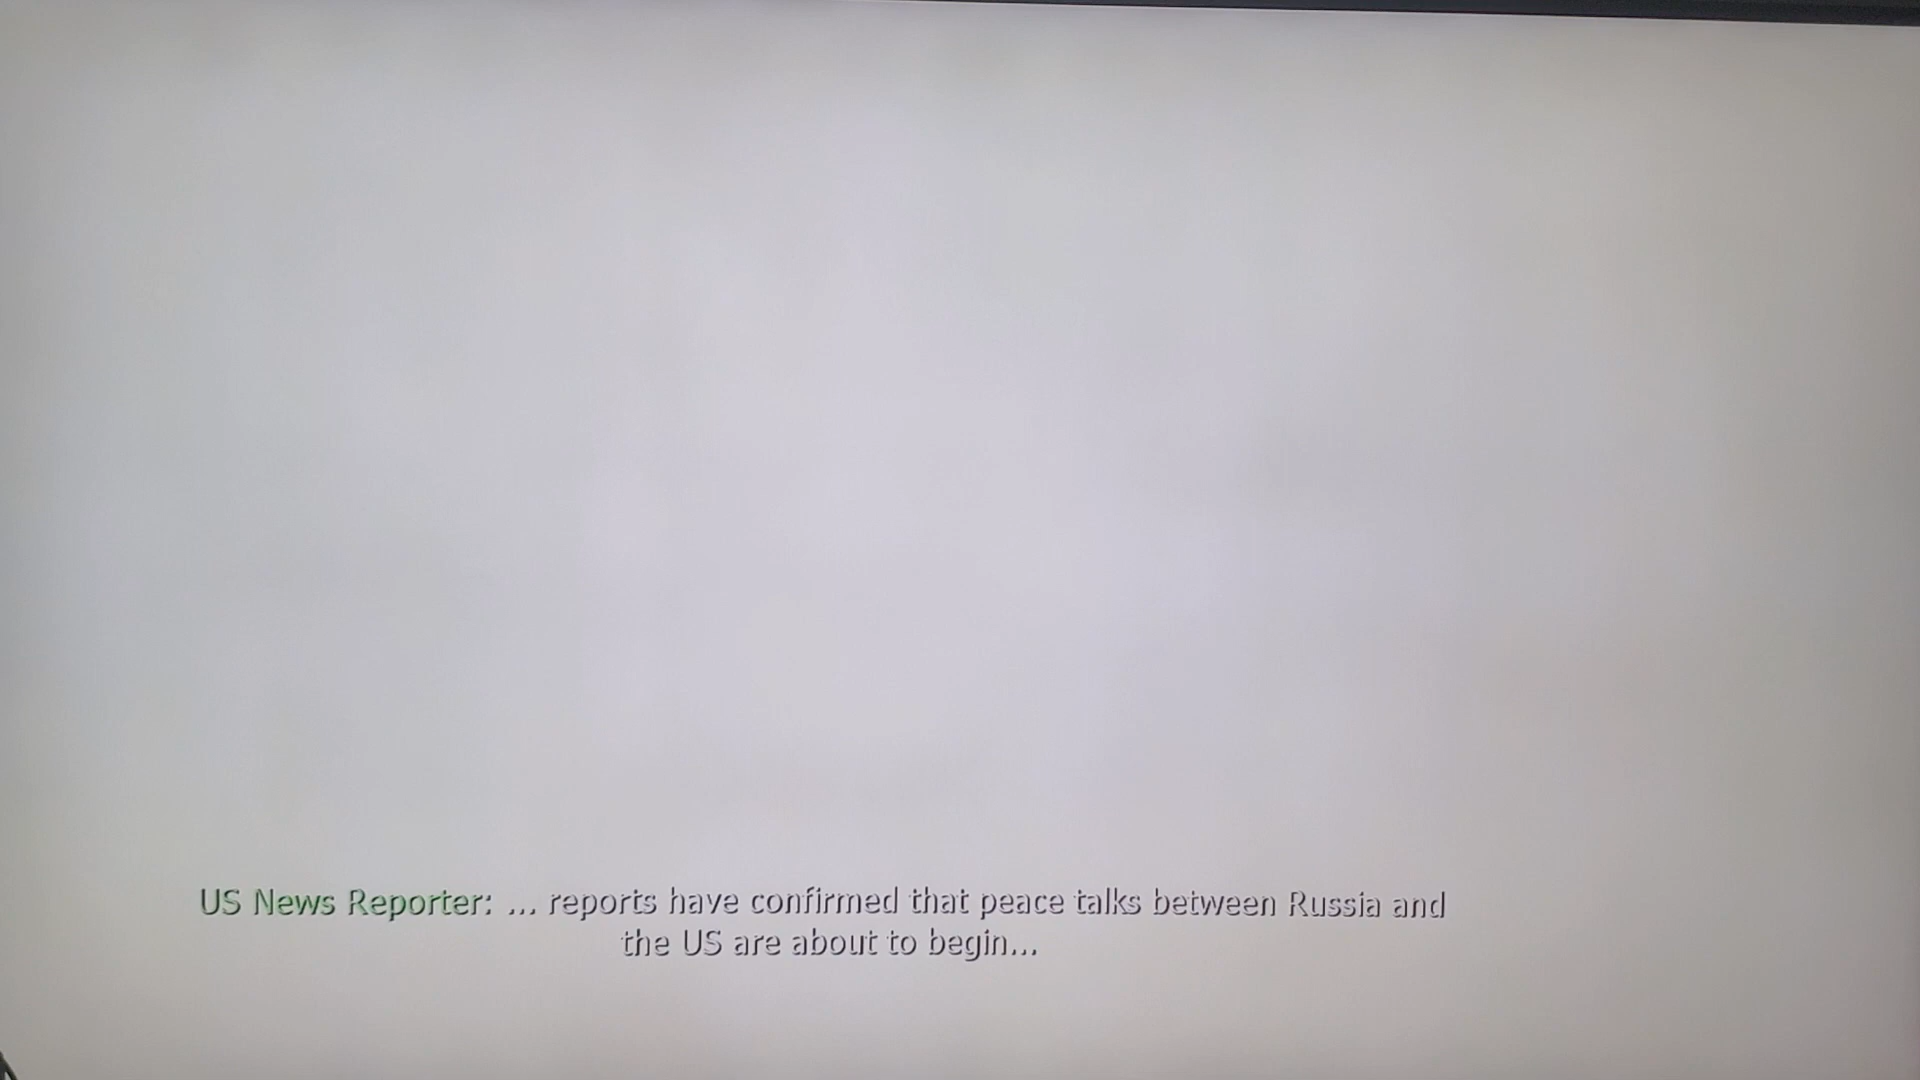 US News Reporter: ... reports have confirmed that peace talks between Russia and
the US are about to begin...